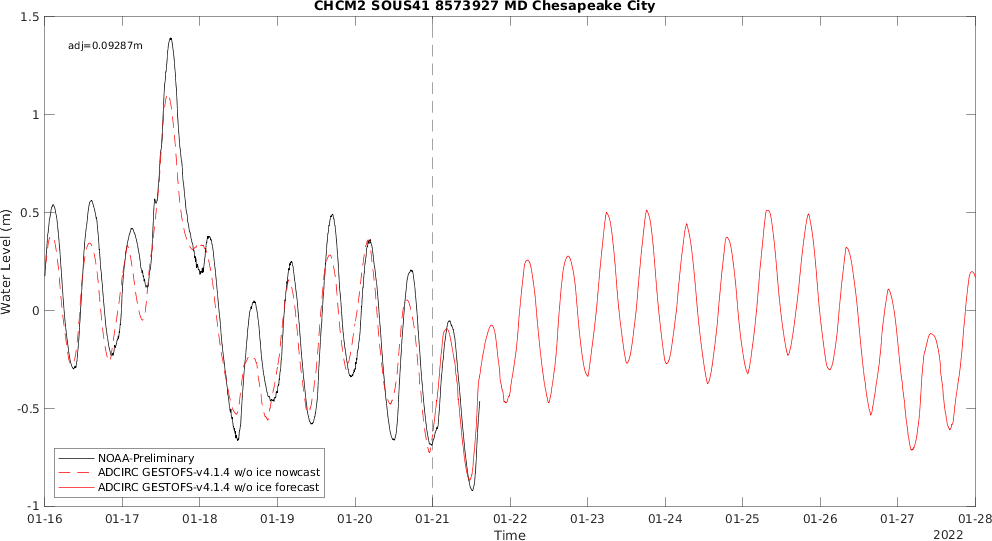 CHCM2 SOUS41 8573927 MD Chesapeake City
adj=0.09287m
1.5
1
0.5
0
-0.5
-1
Water Level (m)
NOAA-Preliminary
ADCIRC GESTOFS-v4.1.4 w/o ice nowcast
ADCIRC GESTOFS-v4.1.4 w/o ice forecast
01-16 01-17 01-18 01-19 01-20 01-21 01-22 01-23 01-24 01-25 01-26 01-27 01-28
Time
2022